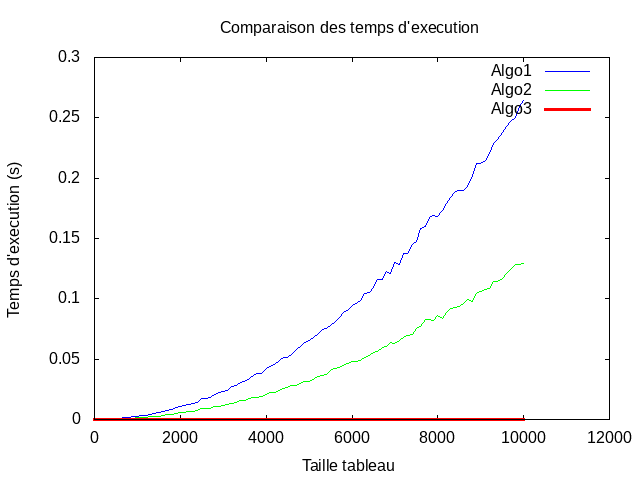 Comparaison des temps d'execution
0.3
0.25
0.2
0.15
0.1
0.05
0
Temps d'execution (s)
Algo1
Algo2
Algo3
0 2000 4000 6000 8000 10000 12000
Taille tableau